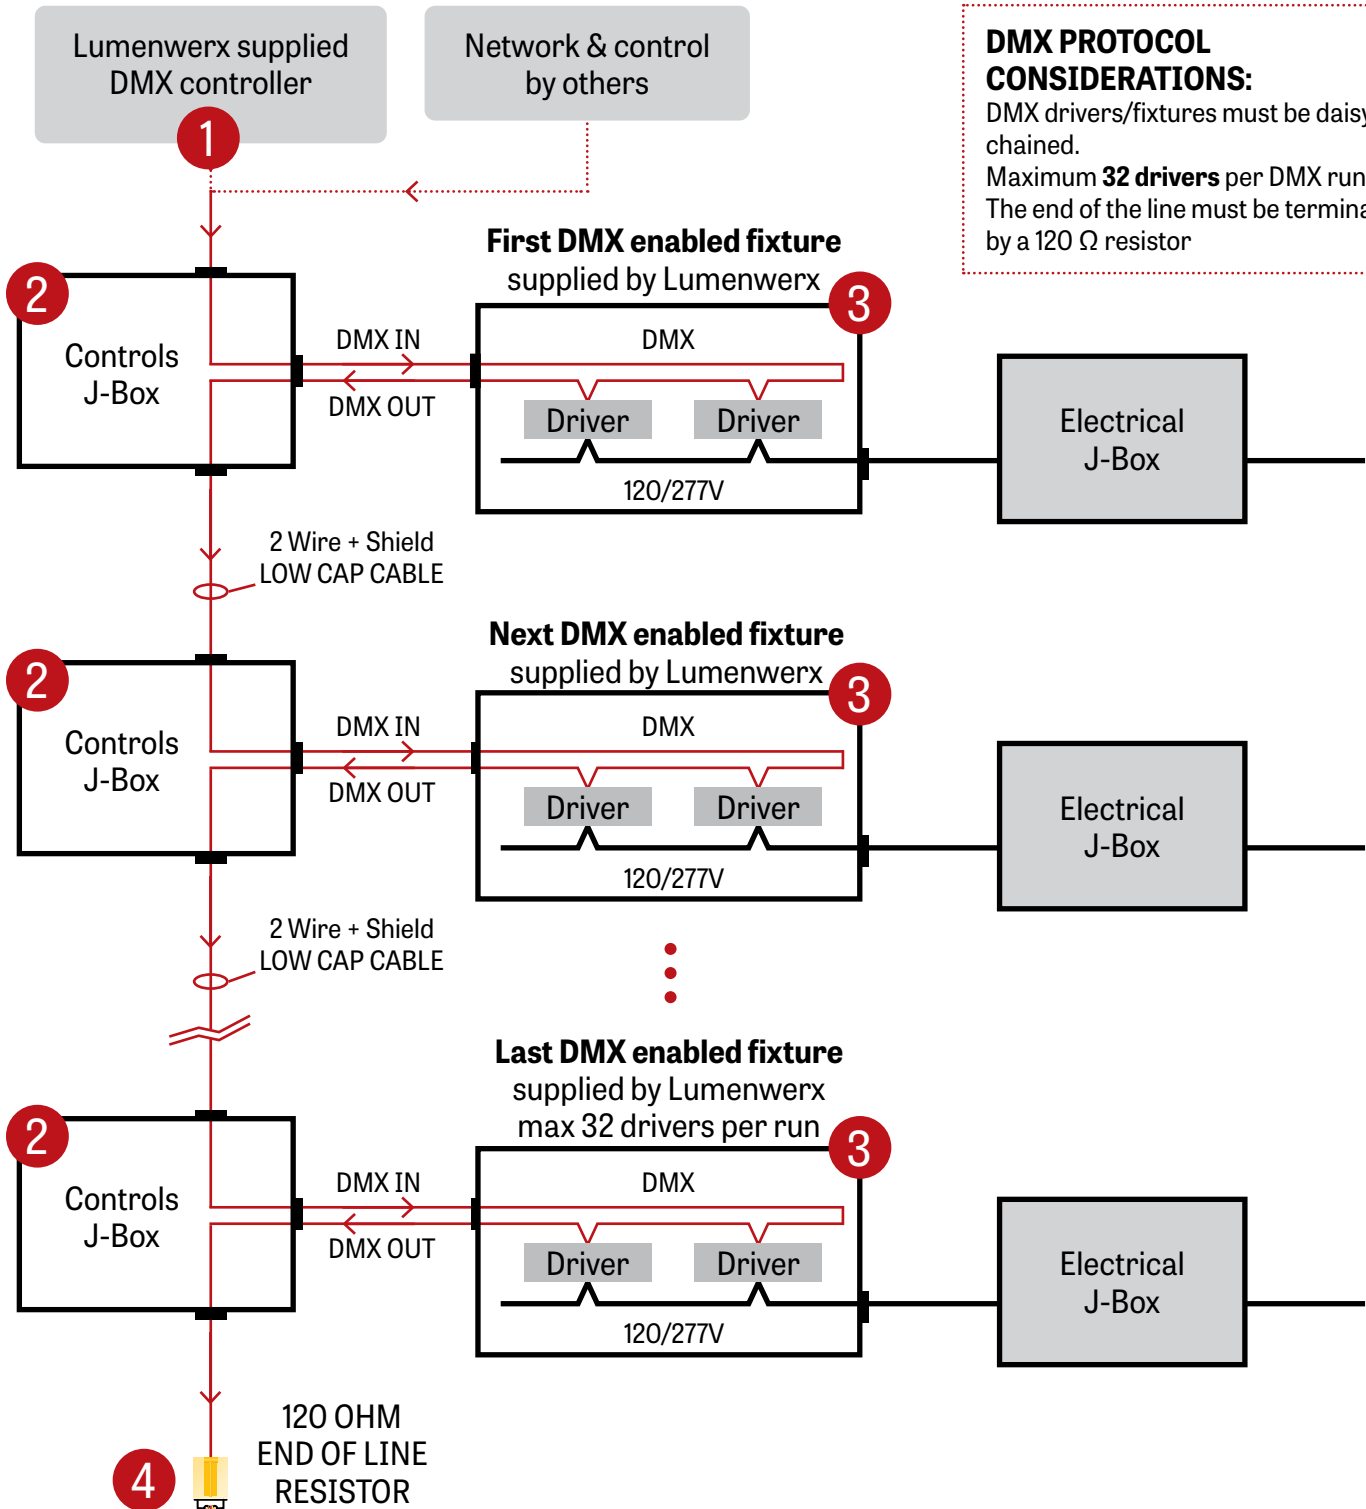 Lumenwerx supplied
DMX controller
1
Network & control
by others
DMX PROTOCOL
CONSIDERATIONS:
DMX drivers/fixtures must be daisy
chained.
Maximum 32 drivers per DMX run
The end of the line must be
by a 120 Ω resistor
2
Controls
J-Box
DMX IN
DMX OUT
First DMX enabled fixture
supplied by Lumenwerx
3
DMX
Driver
Driver
120/277V
Electrical
J-Box
2 Wire + Shield
LOW CAP CABLE
2
Controls
J-Box
DMX IN
DMX OUT
Next DMX enabled fixture
supplied by Lumenwerx
3
DMX
Driver
Driver
120/277V
Electrical
J-Box
2 Wire + Shield
LOW CAP CABLE
2
Controls
J-Box
DMX IN
DMX OUT
Last DMX enabled fixture
supplied by Lumenwerx
max 32 drivers per run
3
DMX
Driver
Driver
120/277V
Electrical
J-Box
4
120 OHM
END OF LINE
RESISTOR